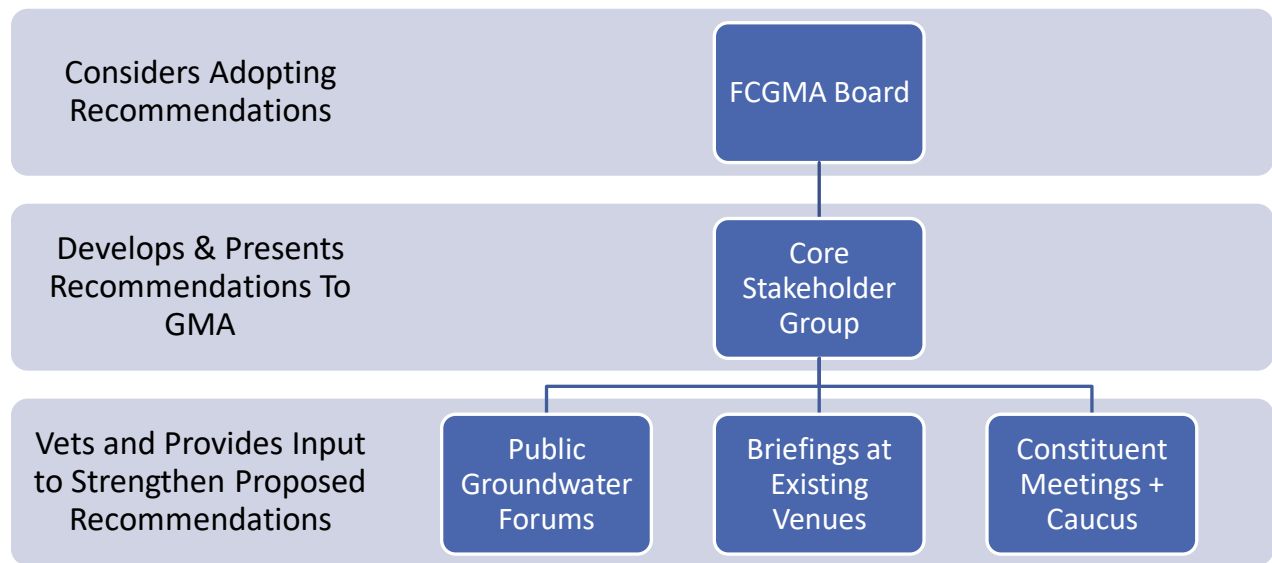 Considers Adopting
Recommendations
FCGMA Board
Develops & Presents
Recommendations To
GMA
Core
Stakeholder
Group
Vets and Provides Input
to Strengthen Proposed
Recommendations
Public
Groundwater
Forums
Briefings at
Existing
Venues
Constituent
Meetings +
Caucus